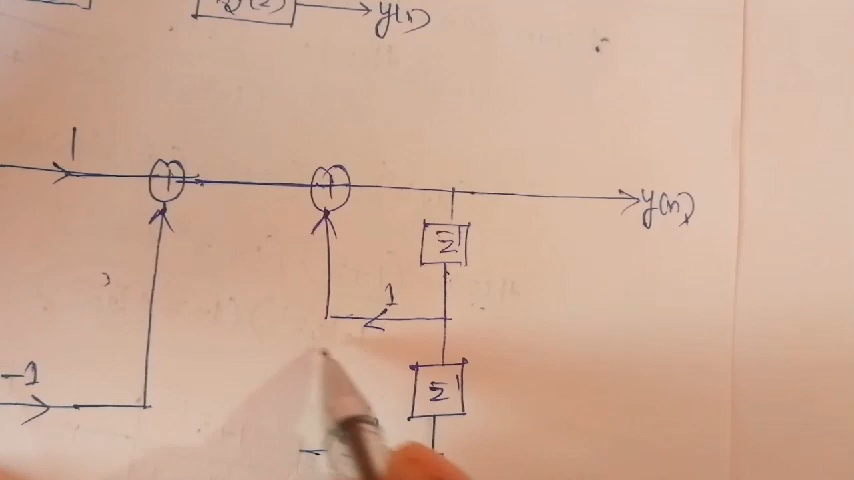 y(n)
1
+ +
y(n)
z⁻¹
1
-1
z⁻¹